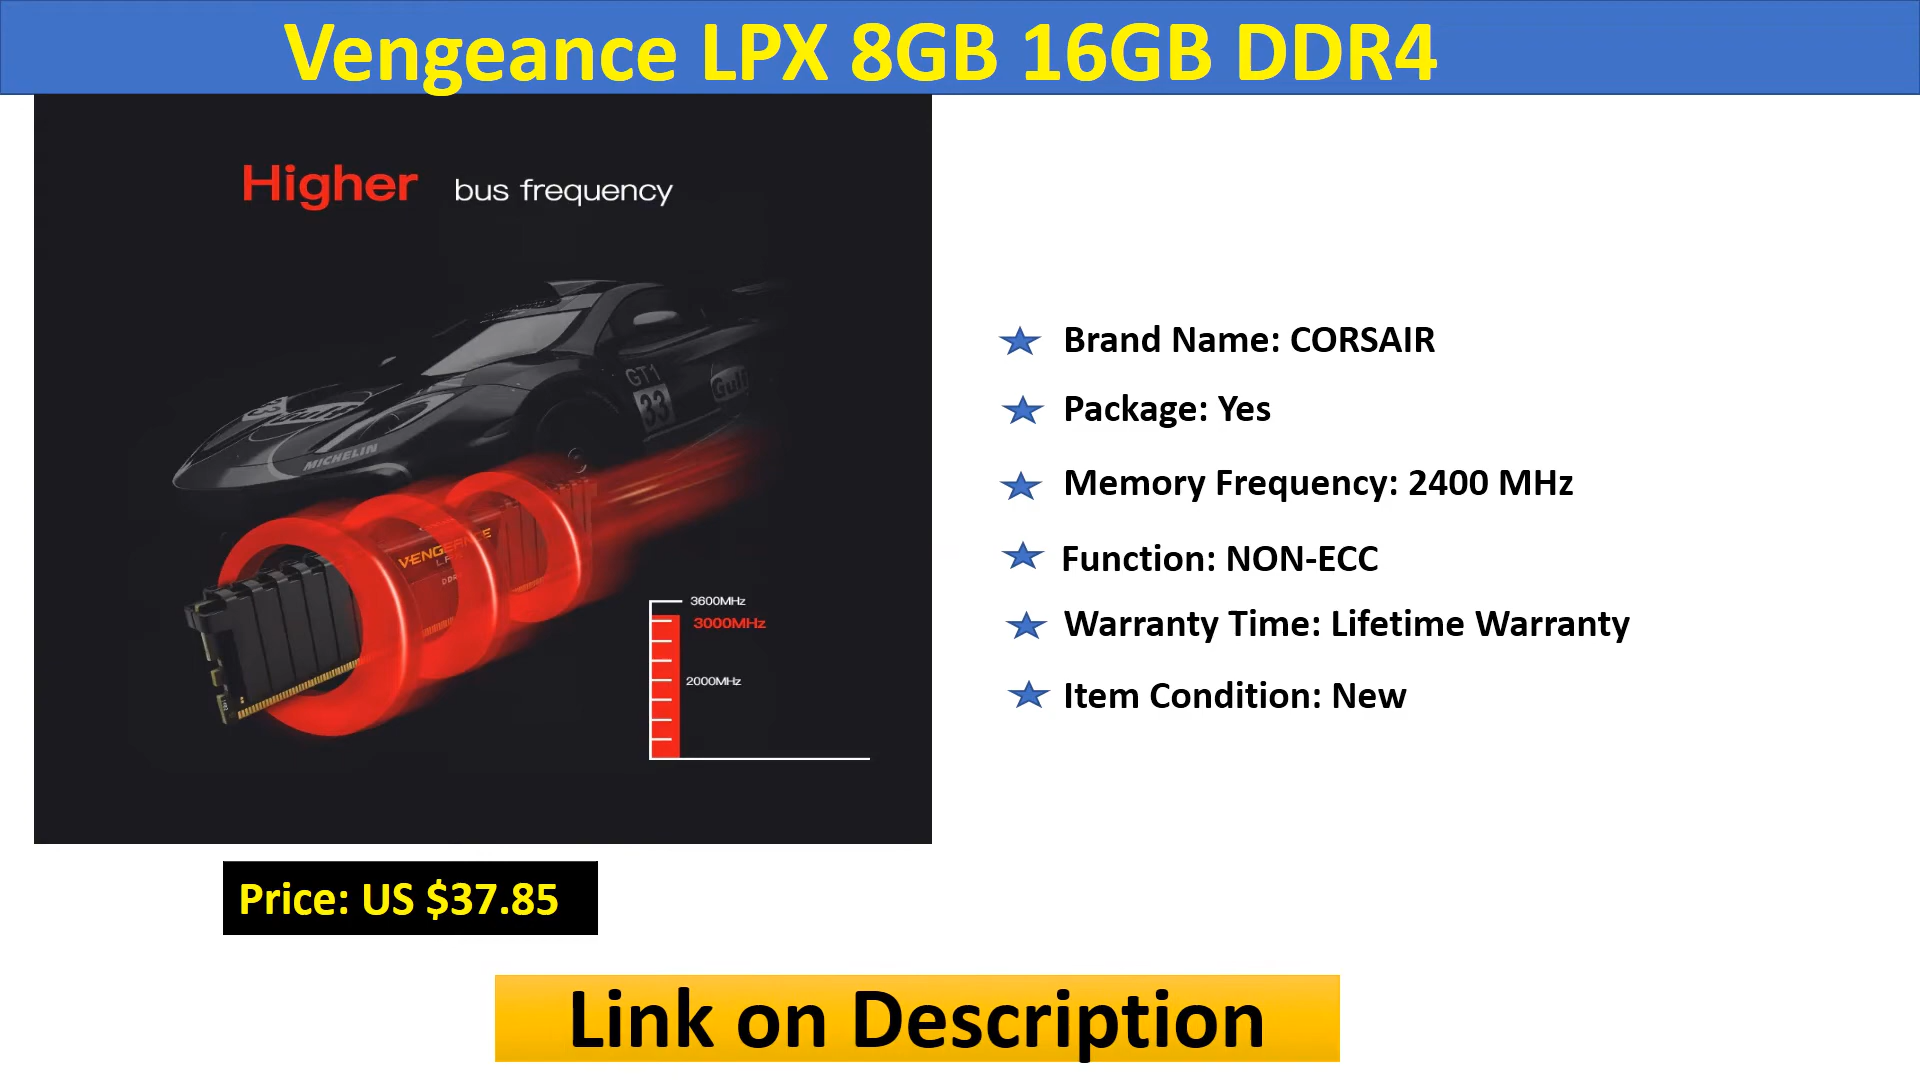 Vengeance LPX 8GB 16GB DDR4
Higher bus frequency
GT1
33
Gulf
MICHELIN
VENGEANCE
3600MHz
3000MHz
2000MHz
Brand Name: CORSAIR
Package: Yes
Memory Frequency: 2400 MHz
Function: NON-ECC
Warranty Time: Lifetime Warranty
Item Condition: New
Price: US $37.85
Link on Description